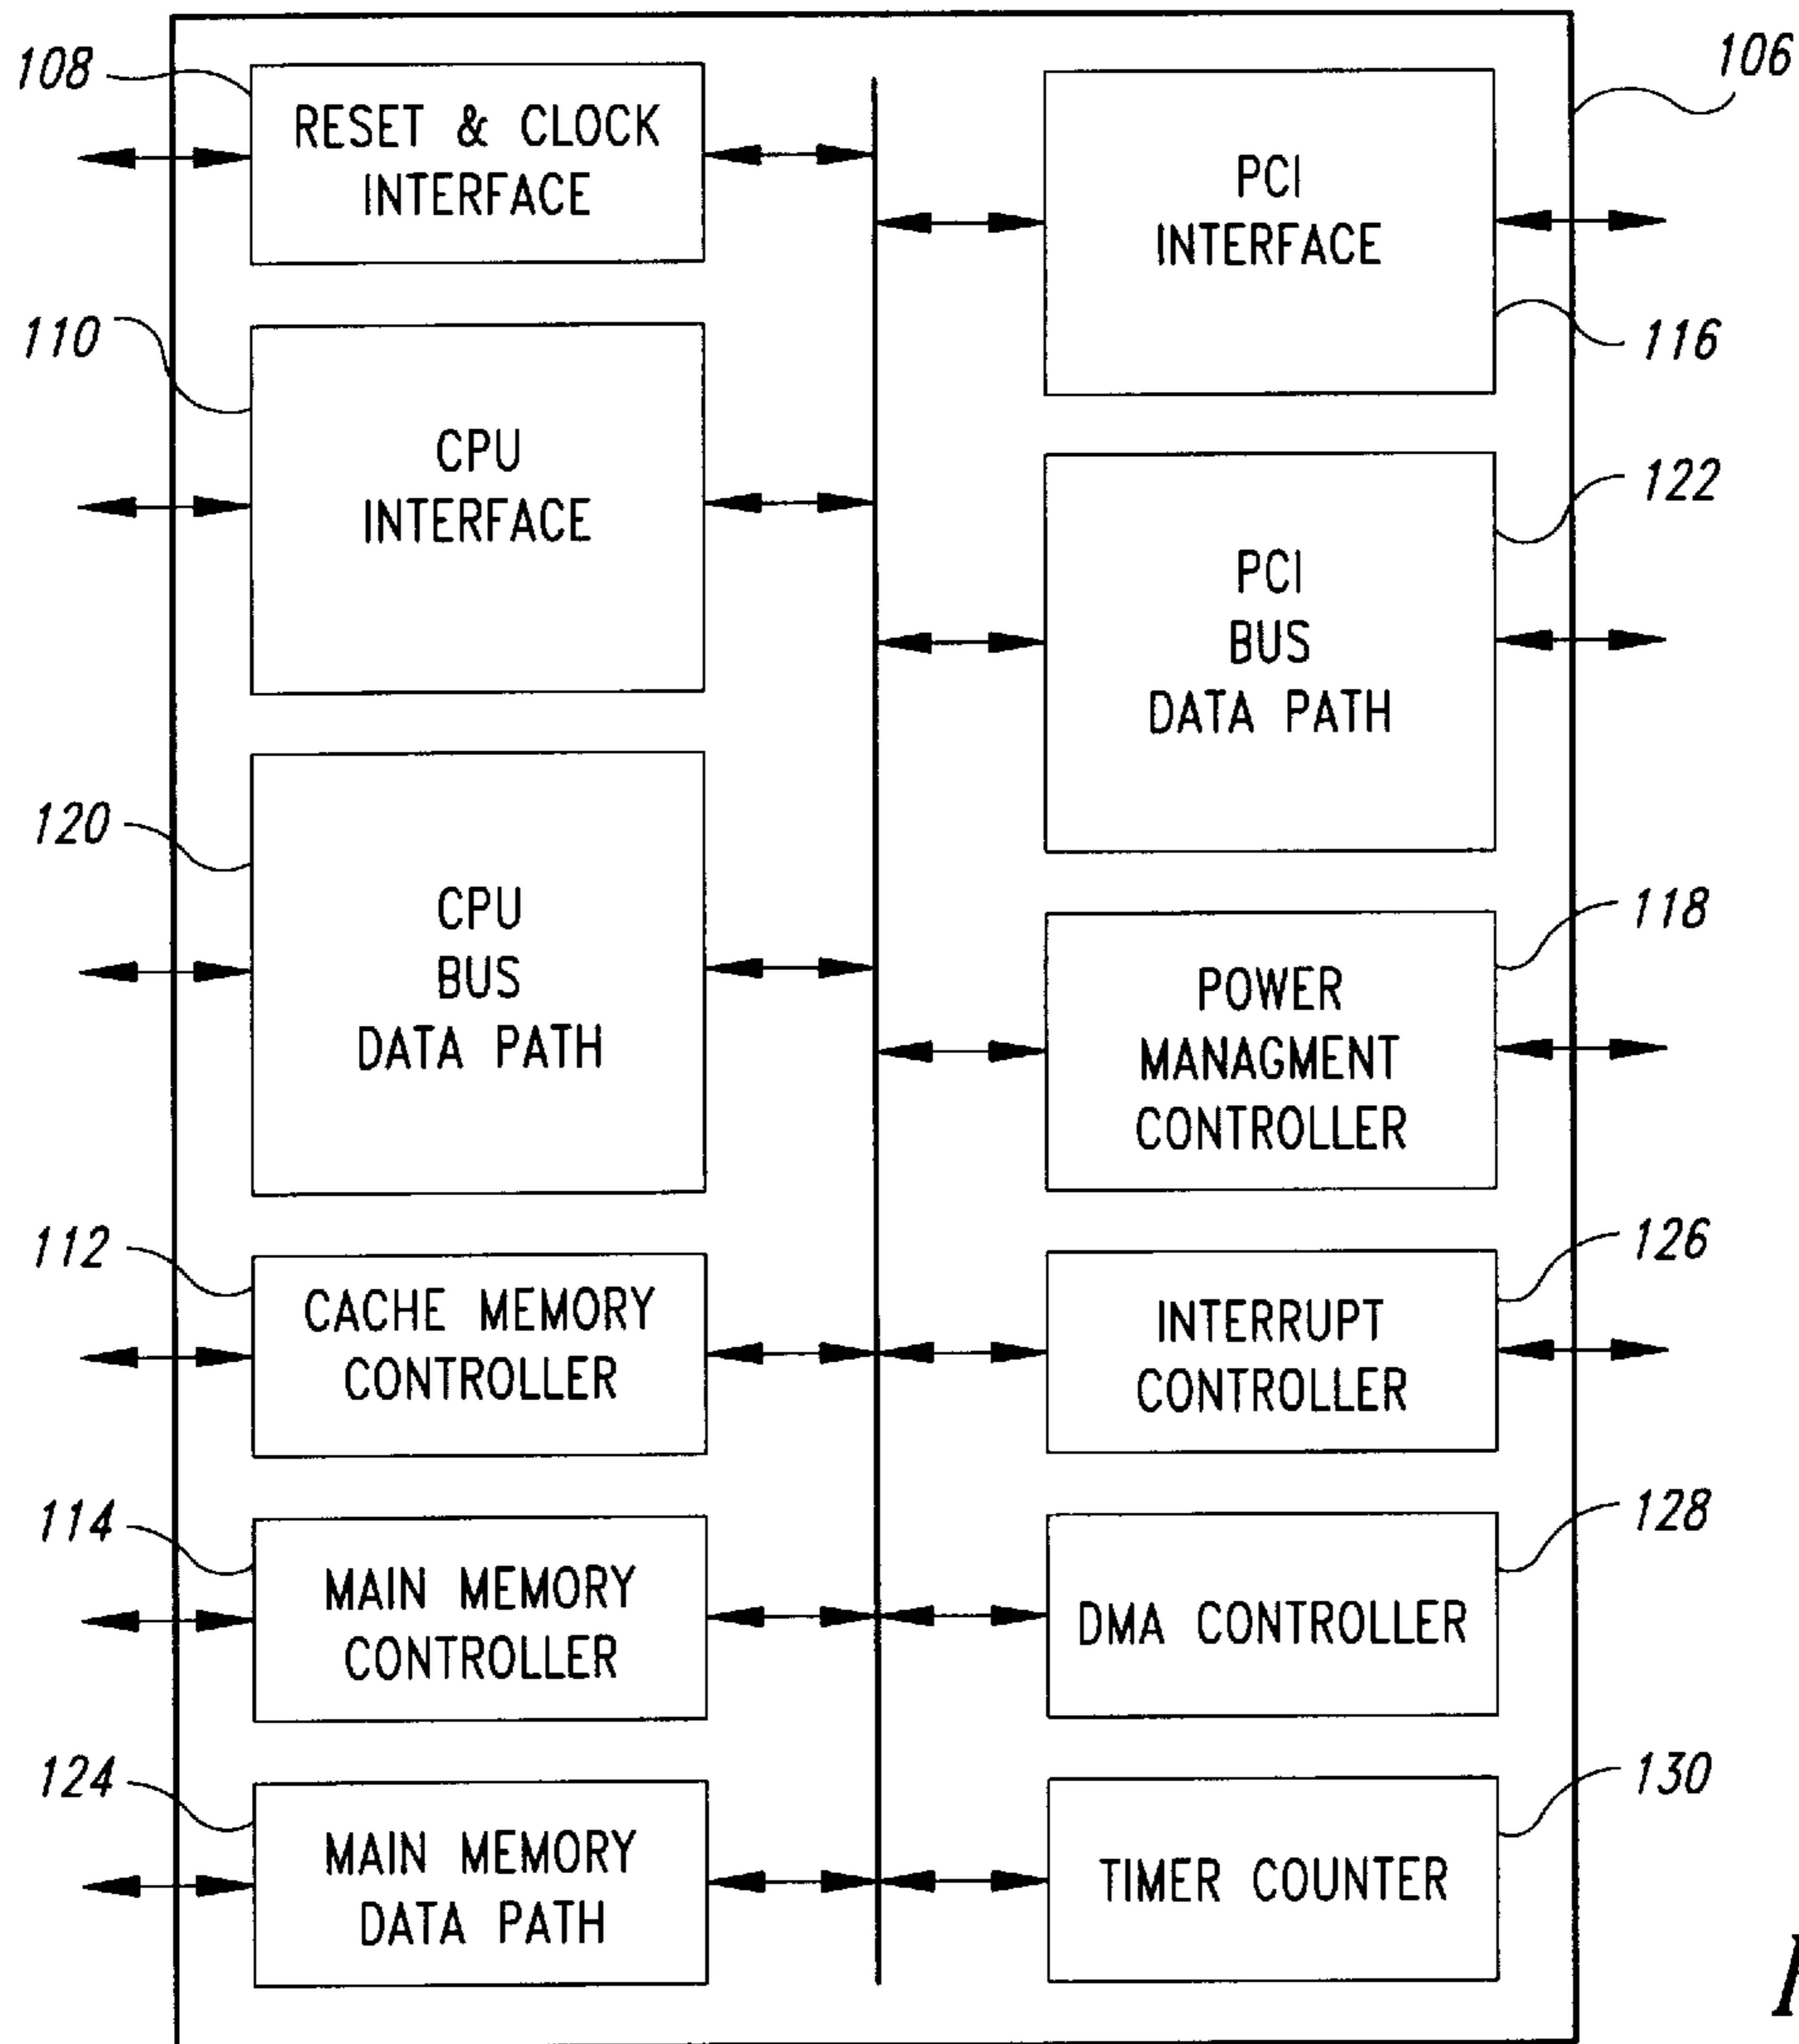 108
RESET & CLOCK
INTERFACE
106
PCI
INTERFACE
116
110
CPU
INTERFACE
122
PCI
BUS
DATA PATH
120
CPU
BUS
DATA PATH
118
POWER
MANAGMENT
CONTROLLER
112
CACHE MEMORY
CONTROLLER
126
INTERRUPT
CONTROLLER
114
MAIN MEMORY
CONTROLLER
128
DMA CONTROLLER
124
MAIN MEMORY
DATA PATH
130
TIMER COUNTER